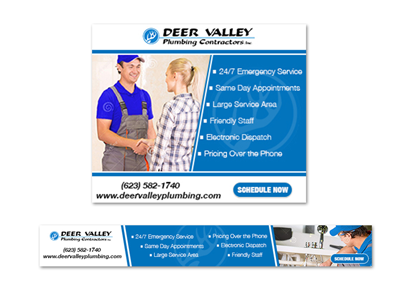 DEER VALLEY
Plumbing Contractors Inc
24/7 Emergency Service
Same Day Appointments
Large Service Area
Friendly Staff
Electronic Dispatch
Pricing Over the Phone
(623) 582-1740
www.deervalleyplumbing.com
SCHEDULE NOW
DEER VALLEY
Plumbing Contractors Inc
(623) 582-1740
www.deervalleyplumbing.com
24/7 Emergency Service
Pricing Over the Phone
Same Day Appointments
Electronic Dispatch
Large Service Area
Friendly Staff
SCHEDULE NOW